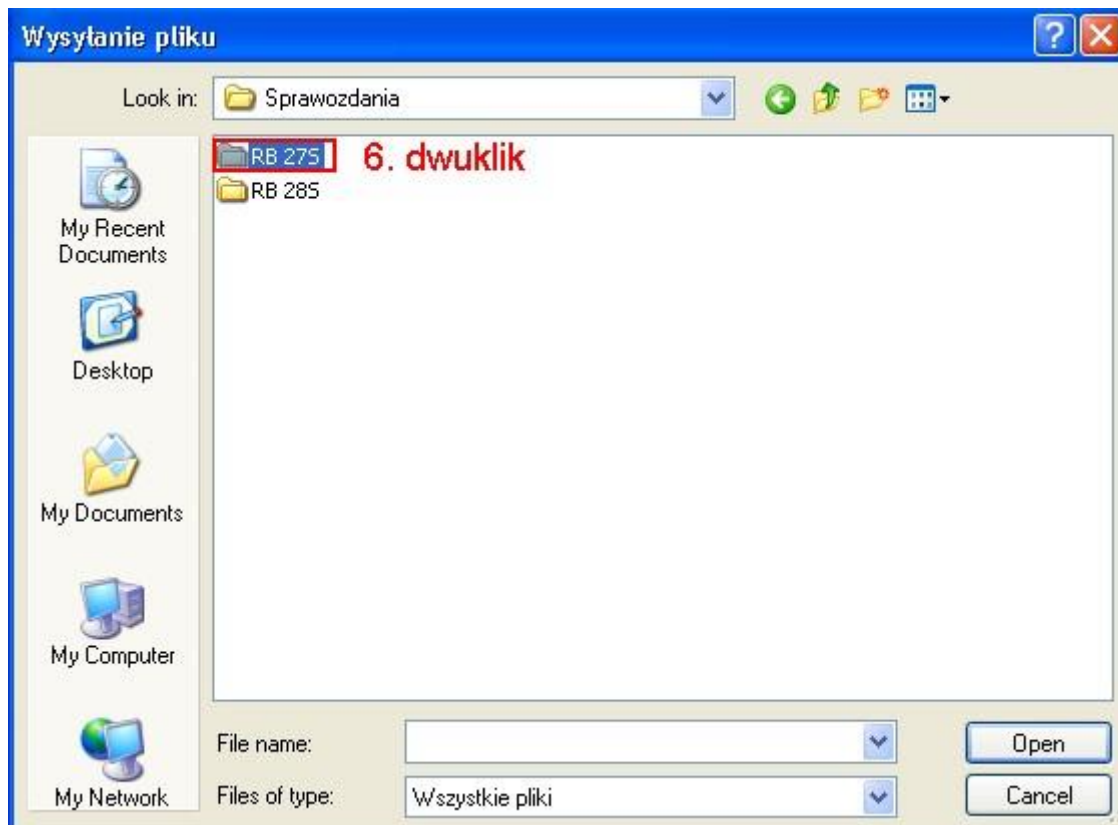 Wysyłanie pliku
Look in:
Sprawozdania
RB 27S
6. dwuklik
RB 28S
My Recent
Documents
Desktop
My Documents
My Computer
My Network
File name:
Open
Files of type:
Wszystkie pliki
Cancel